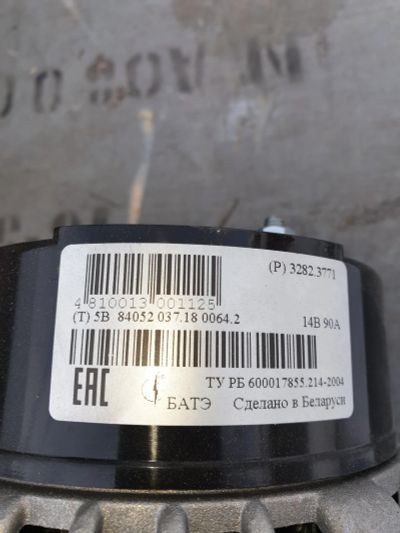 (P) 3282.3771
4 810013 001125
(T) 5B 84052 037.18 0064.2
14В 90А
ТУ РБ 600017855.214-2004
EAC
БАТЭ
Сделано в Беларуси